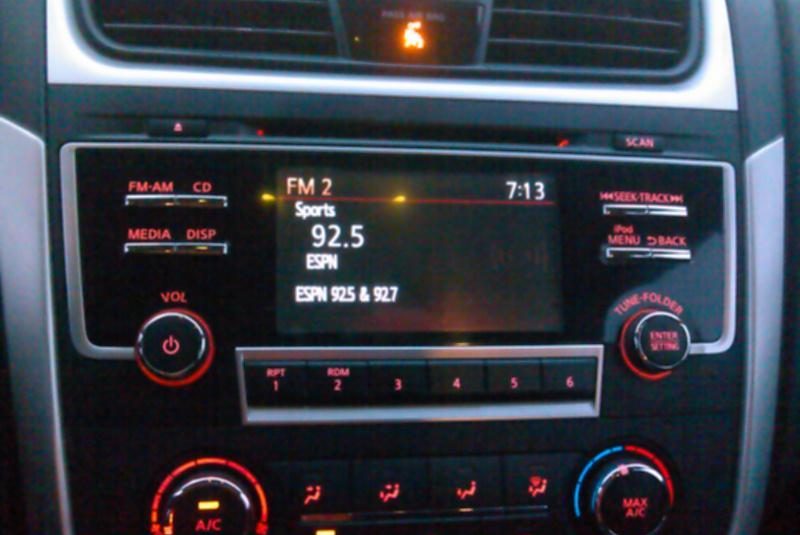 PASS AIR BAG
SCAN
FM·AM CD
FM 2 7:13
SEEK·TRACK
Sports
92.5
iPod
MEDIA DISP
MENU BACK
ESPN
ESPN 92.5 & 92.7
VOL
TUNE·FOLDER
ENTER
SETTING
RPT RDM
1 2 3 4 5 6
A/C
MAX
A/C